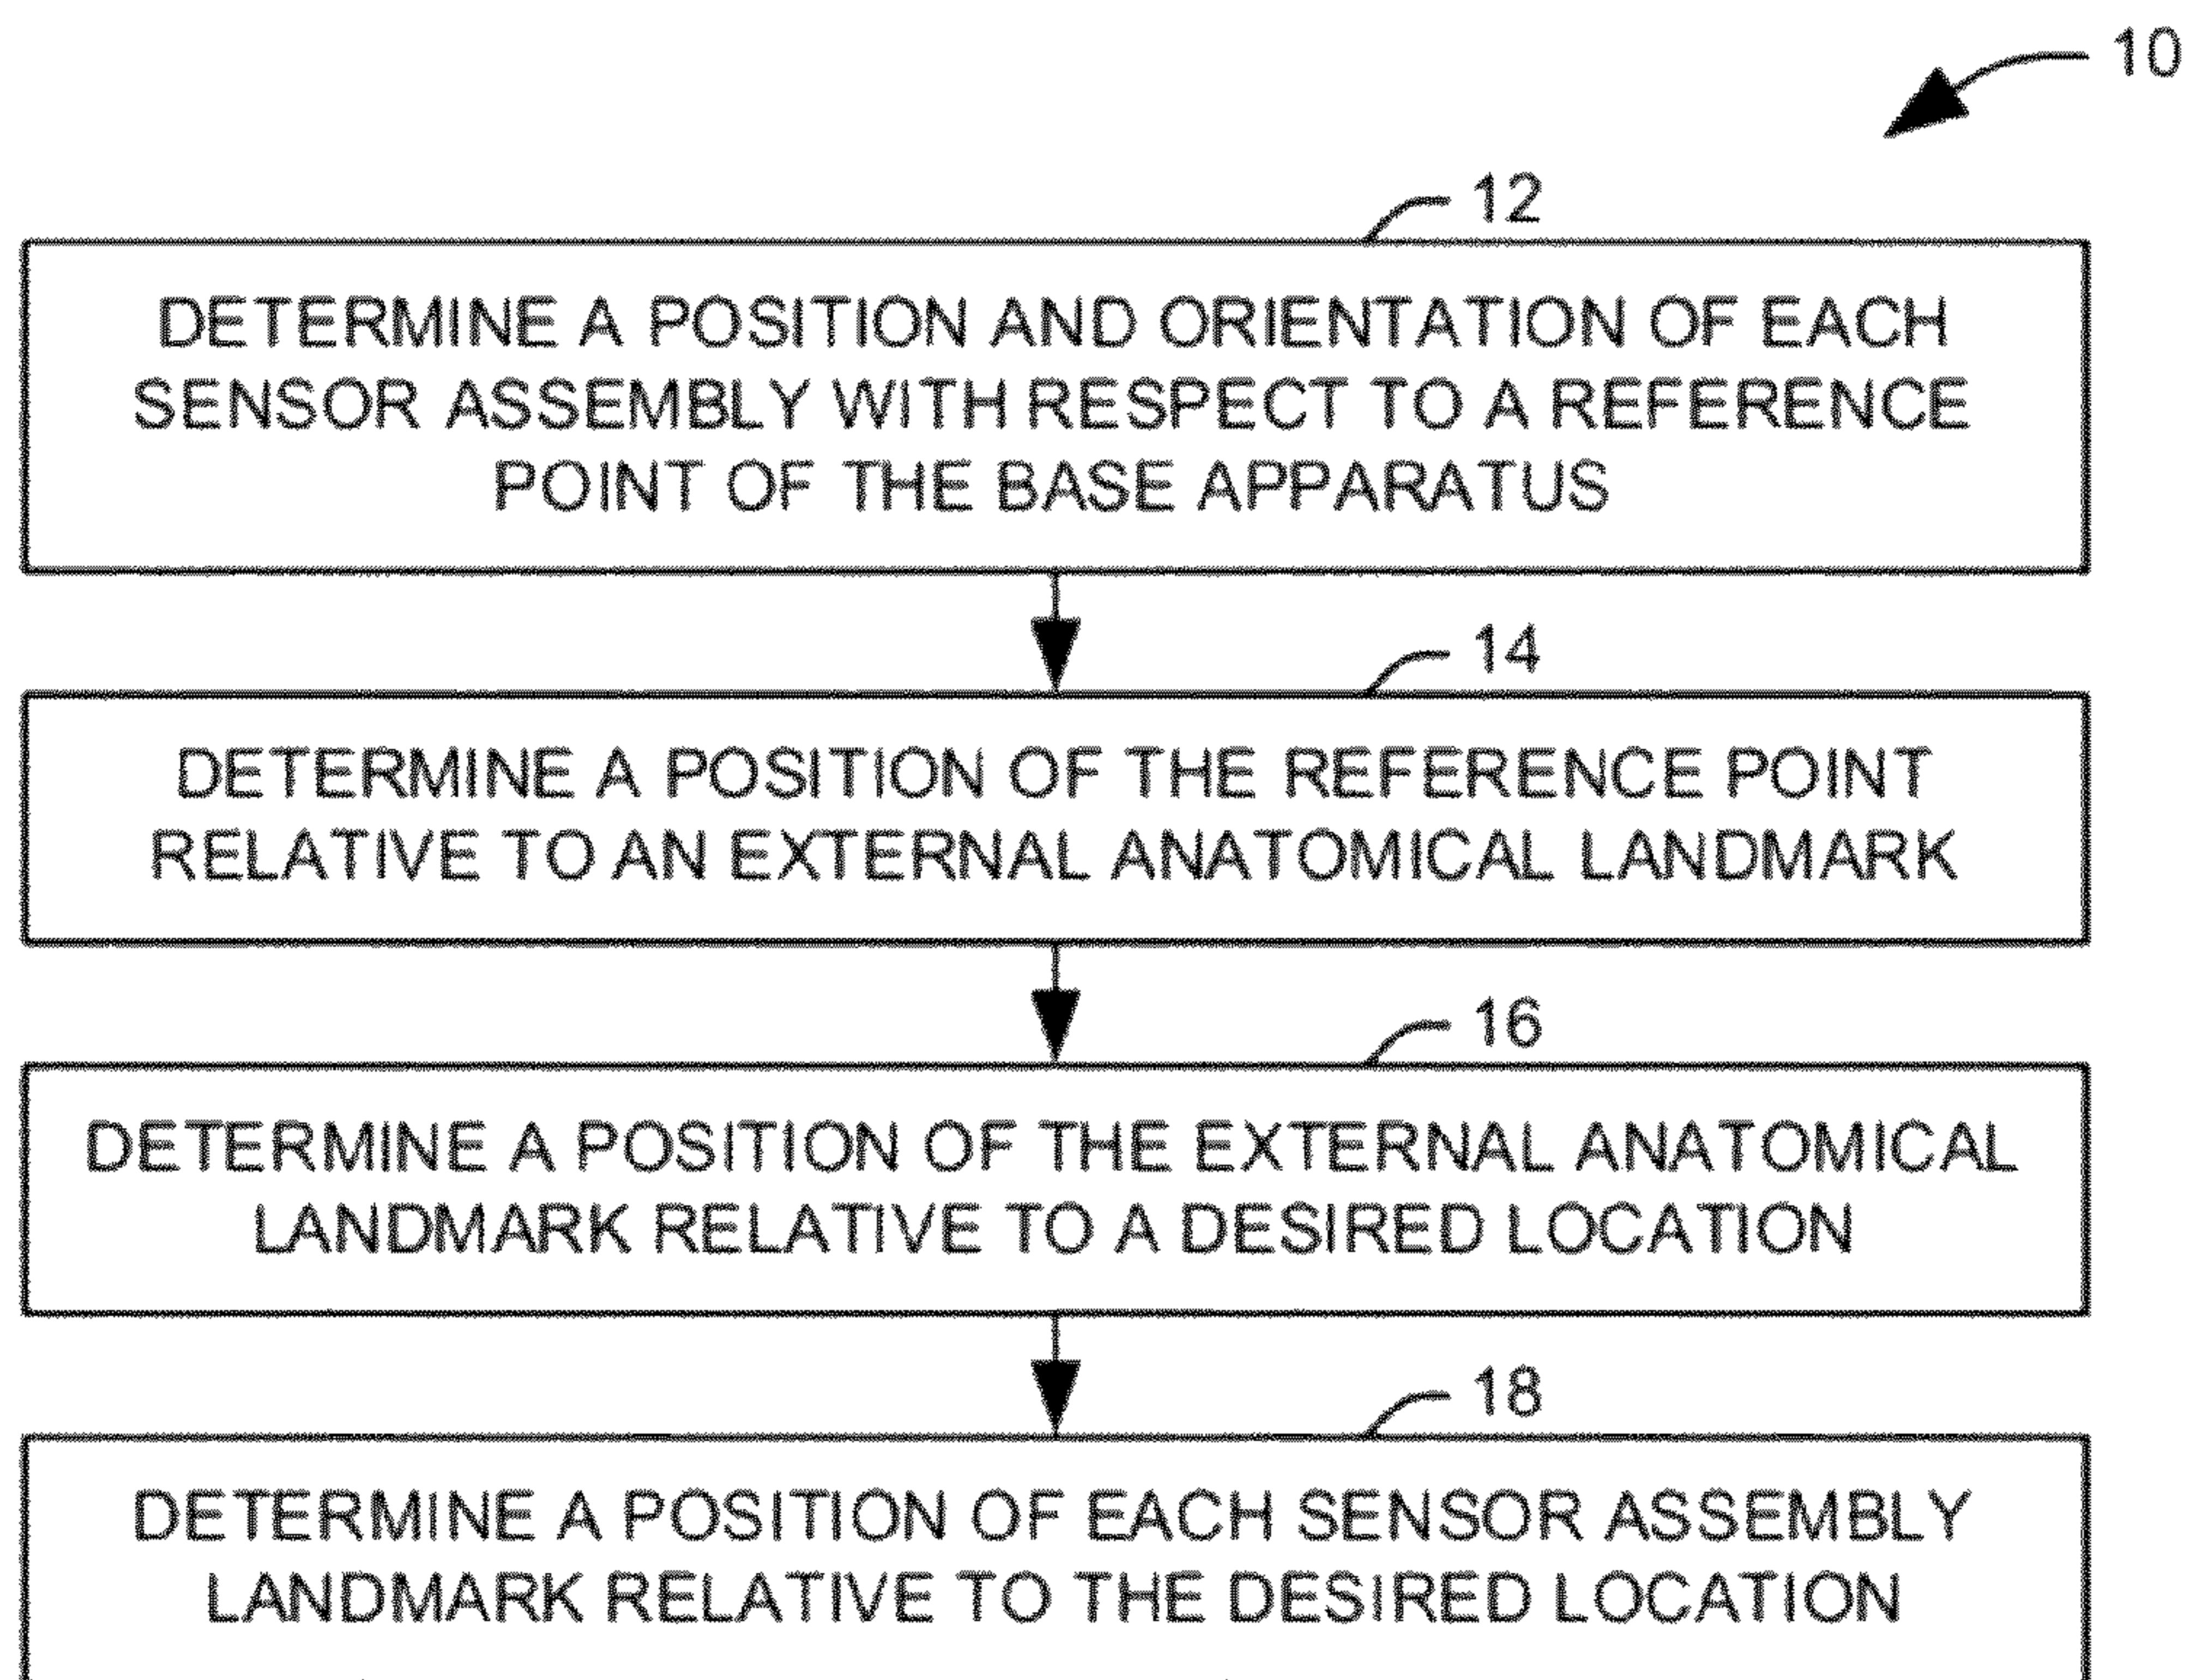 10
12
DETERMINE A POSITION AND ORIENTATION OF EACH
SENSOR ASSEMBLY WITH RESPECT TO A REFERENCE
POINT OF THE BASE APPARATUS
14
DETERMINE A POSITION OF THE REFERENCE POINT
RELATIVE TO AN EXTERNAL ANATOMICAL LANDMARK
16
DETERMINE A POSITION OF THE EXTERNAL ANATOMICAL
LANDMARK RELATIVE TO A DESIRED LOCATION
18
DETERMINE A POSITION OF EACH SENSOR ASSEMBLY
LANDMARK RELATIVE TO THE DESIRED LOCATION